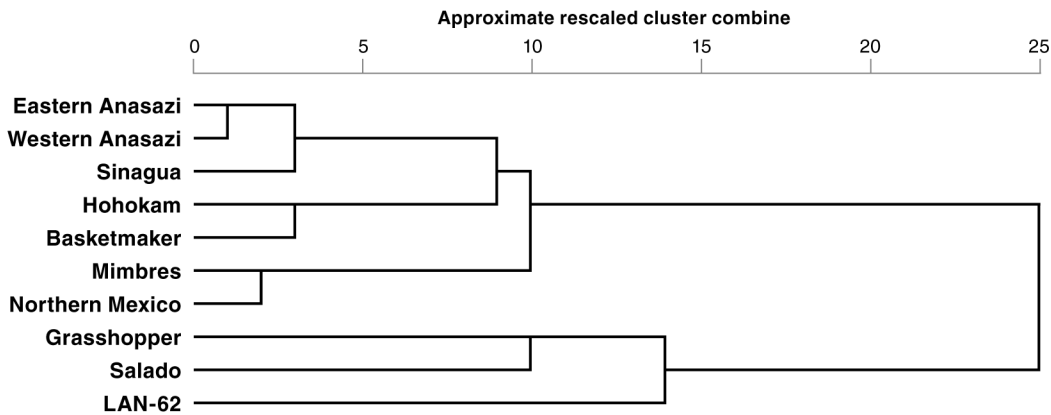 Approximate rescaled cluster combine
0 5 10 15 20 25
Eastern Anasazi
Western Anasazi
Sinagua
Hohokam
Basketmaker
Mimbres
Northern Mexico
Grasshopper
Salado
LAN-62